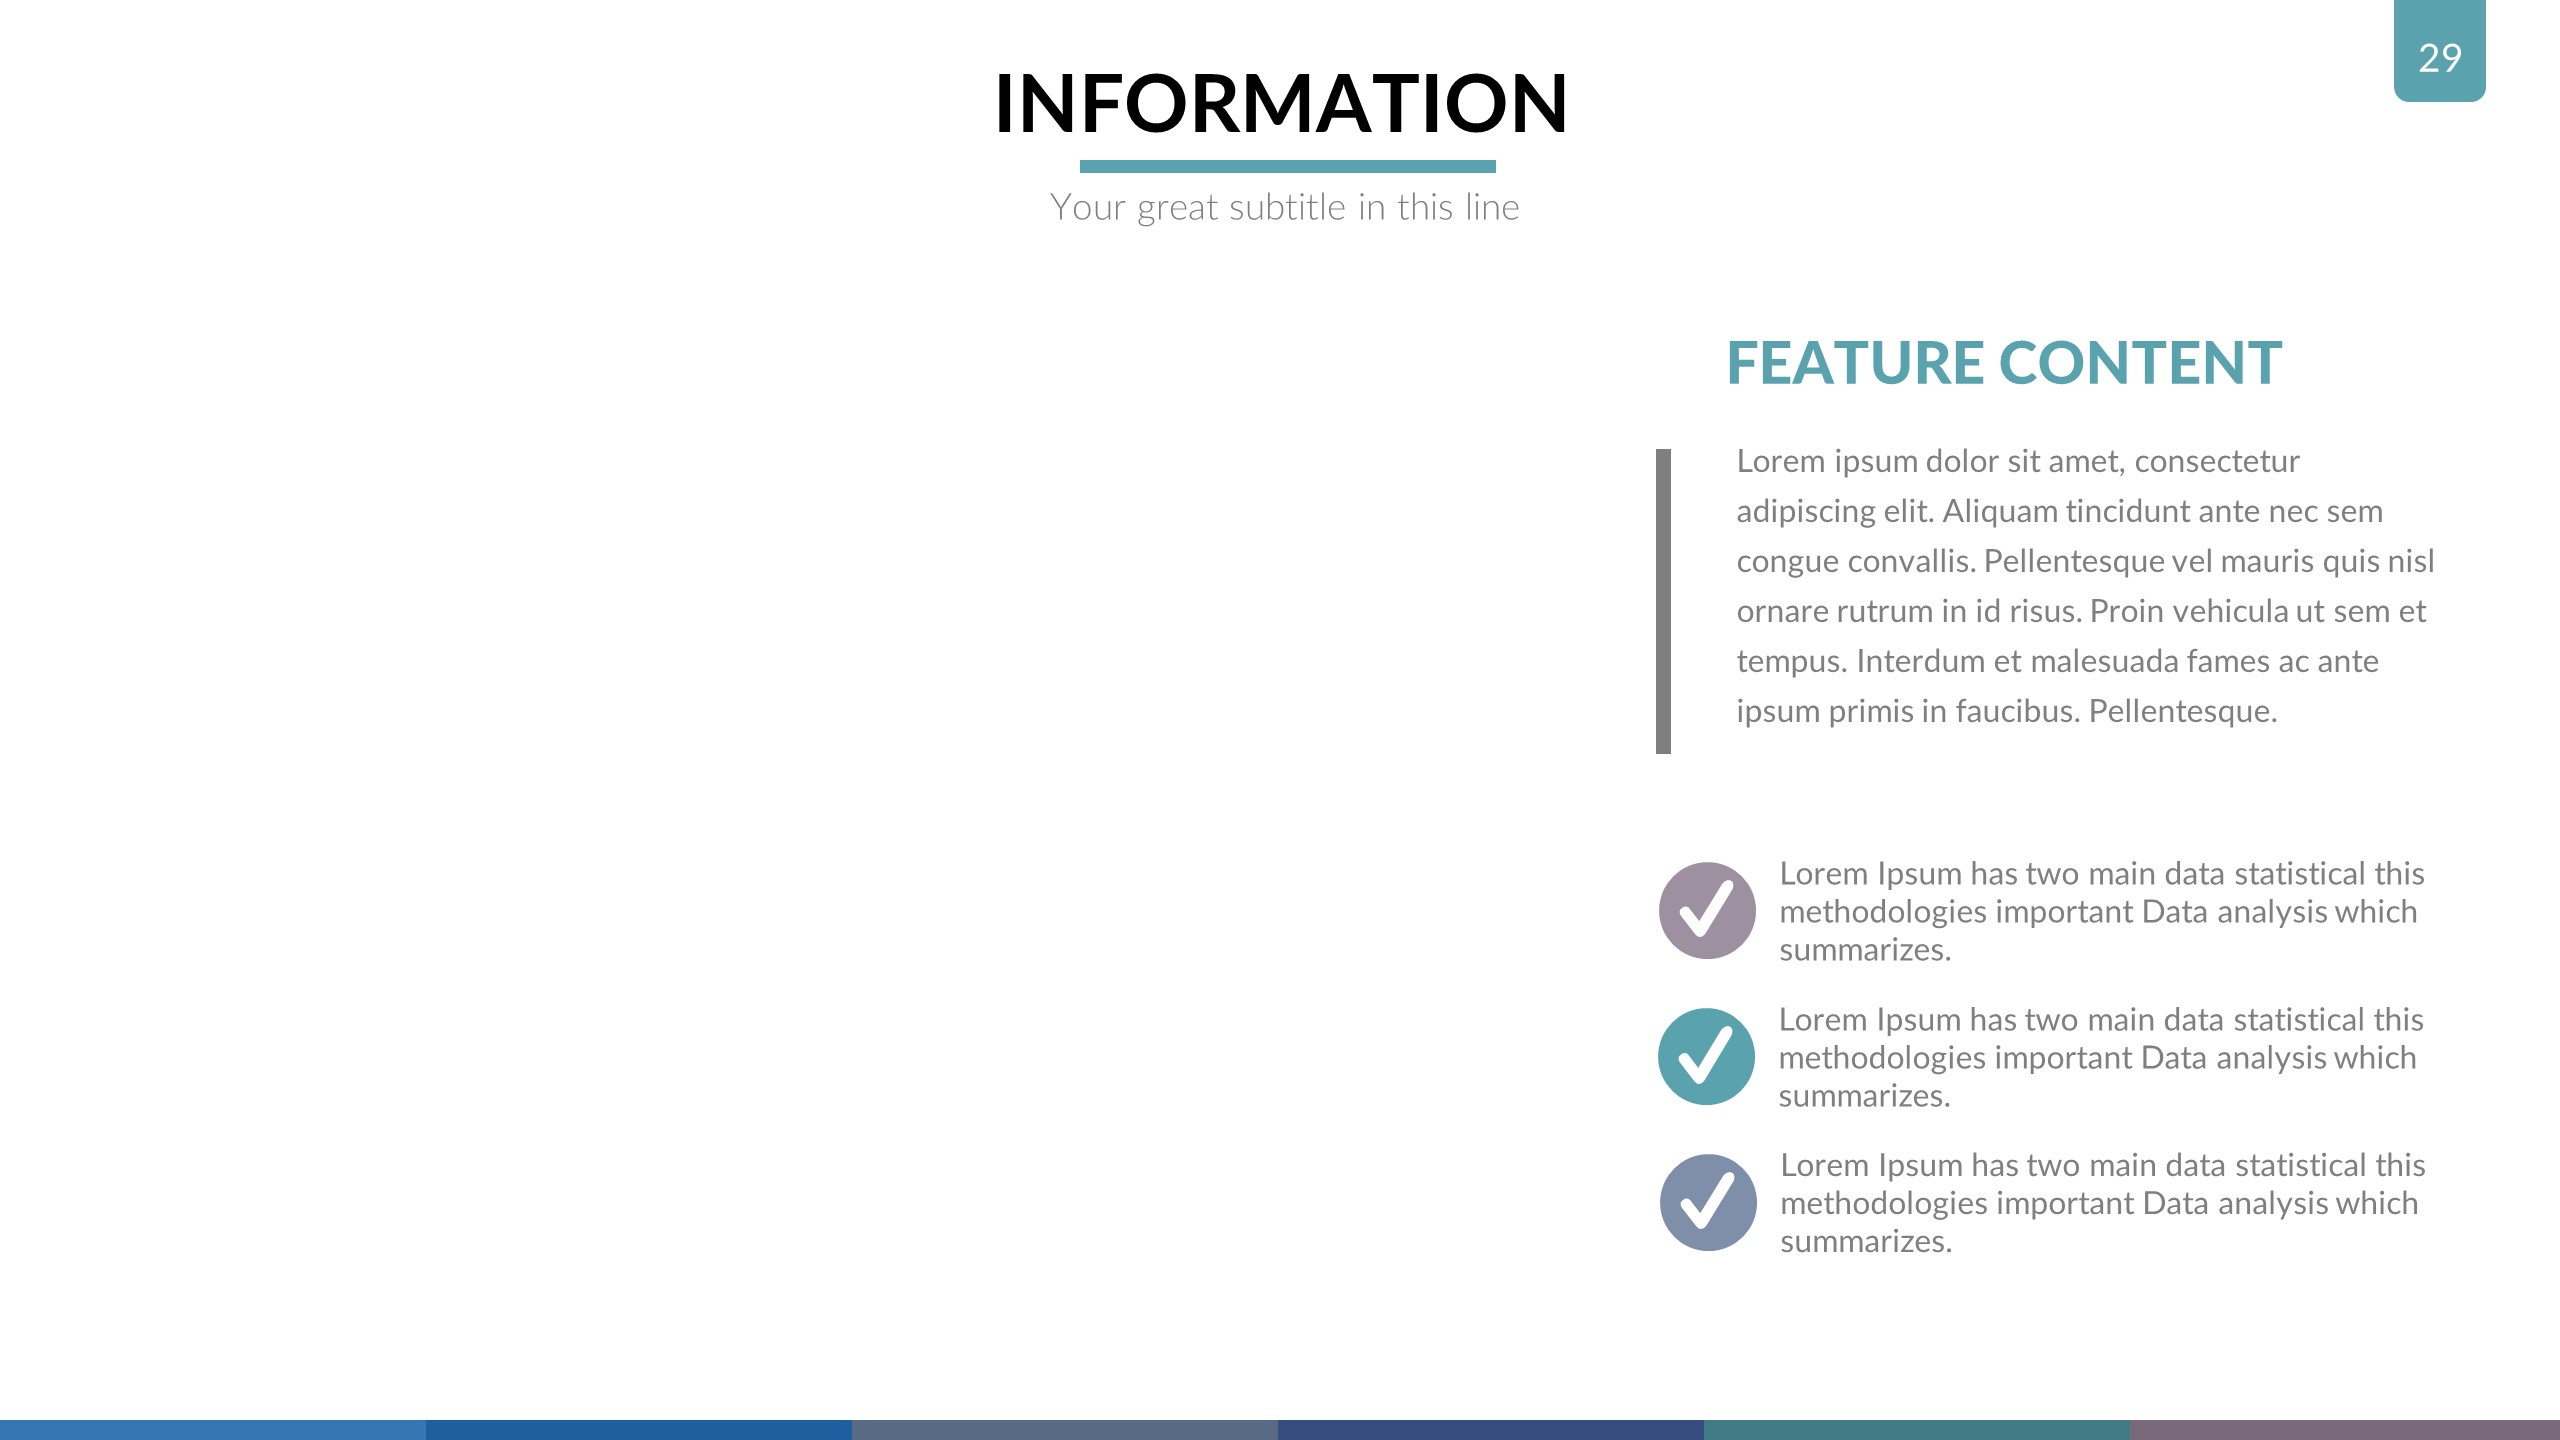 INFORMATION
29
Your great subtitle in this line
FEATURE CONTENT
Lorem ipsum dolor sit amet, consectetur
adipiscing elit. Aliquam tincidunt ante nec sem
congue convallis. Pellentesque vel mauris quis nisl
ornare rutrum in id risus. Proin vehicula ut sem et
tempus. Interdum et malesuada fames ac ante
ipsum primis in faucibus. Pellentesque.
Lorem Ipsum has two main data statistical this
methodologies important Data analysis which
summarizes.
Lorem Ipsum has two main data statistical this
methodologies important Data analysis which
summarizes.
Lorem Ipsum has two main data statistical this
methodologies important Data analysis which
summarizes.